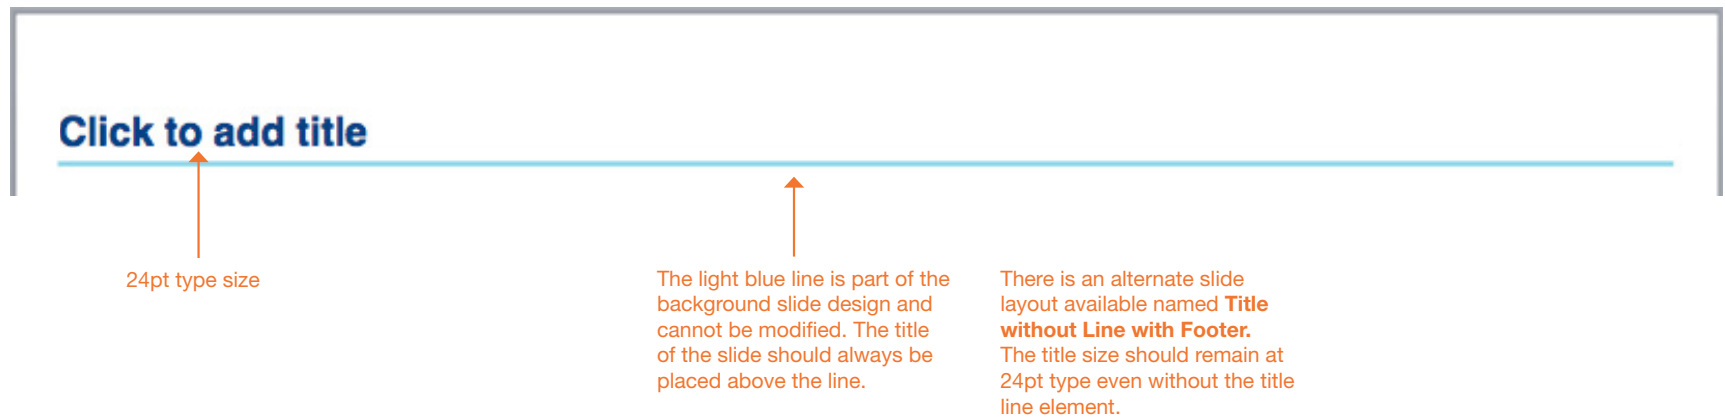 Click to add title
24pt type size
The light blue line is part of the
background slide design and
cannot be modified. The title
of the slide should always be
placed above the line.
There is an alternate slide
layout available named Title
without Line with Footer.
The title size should remain at
24pt type even without the title
line element.